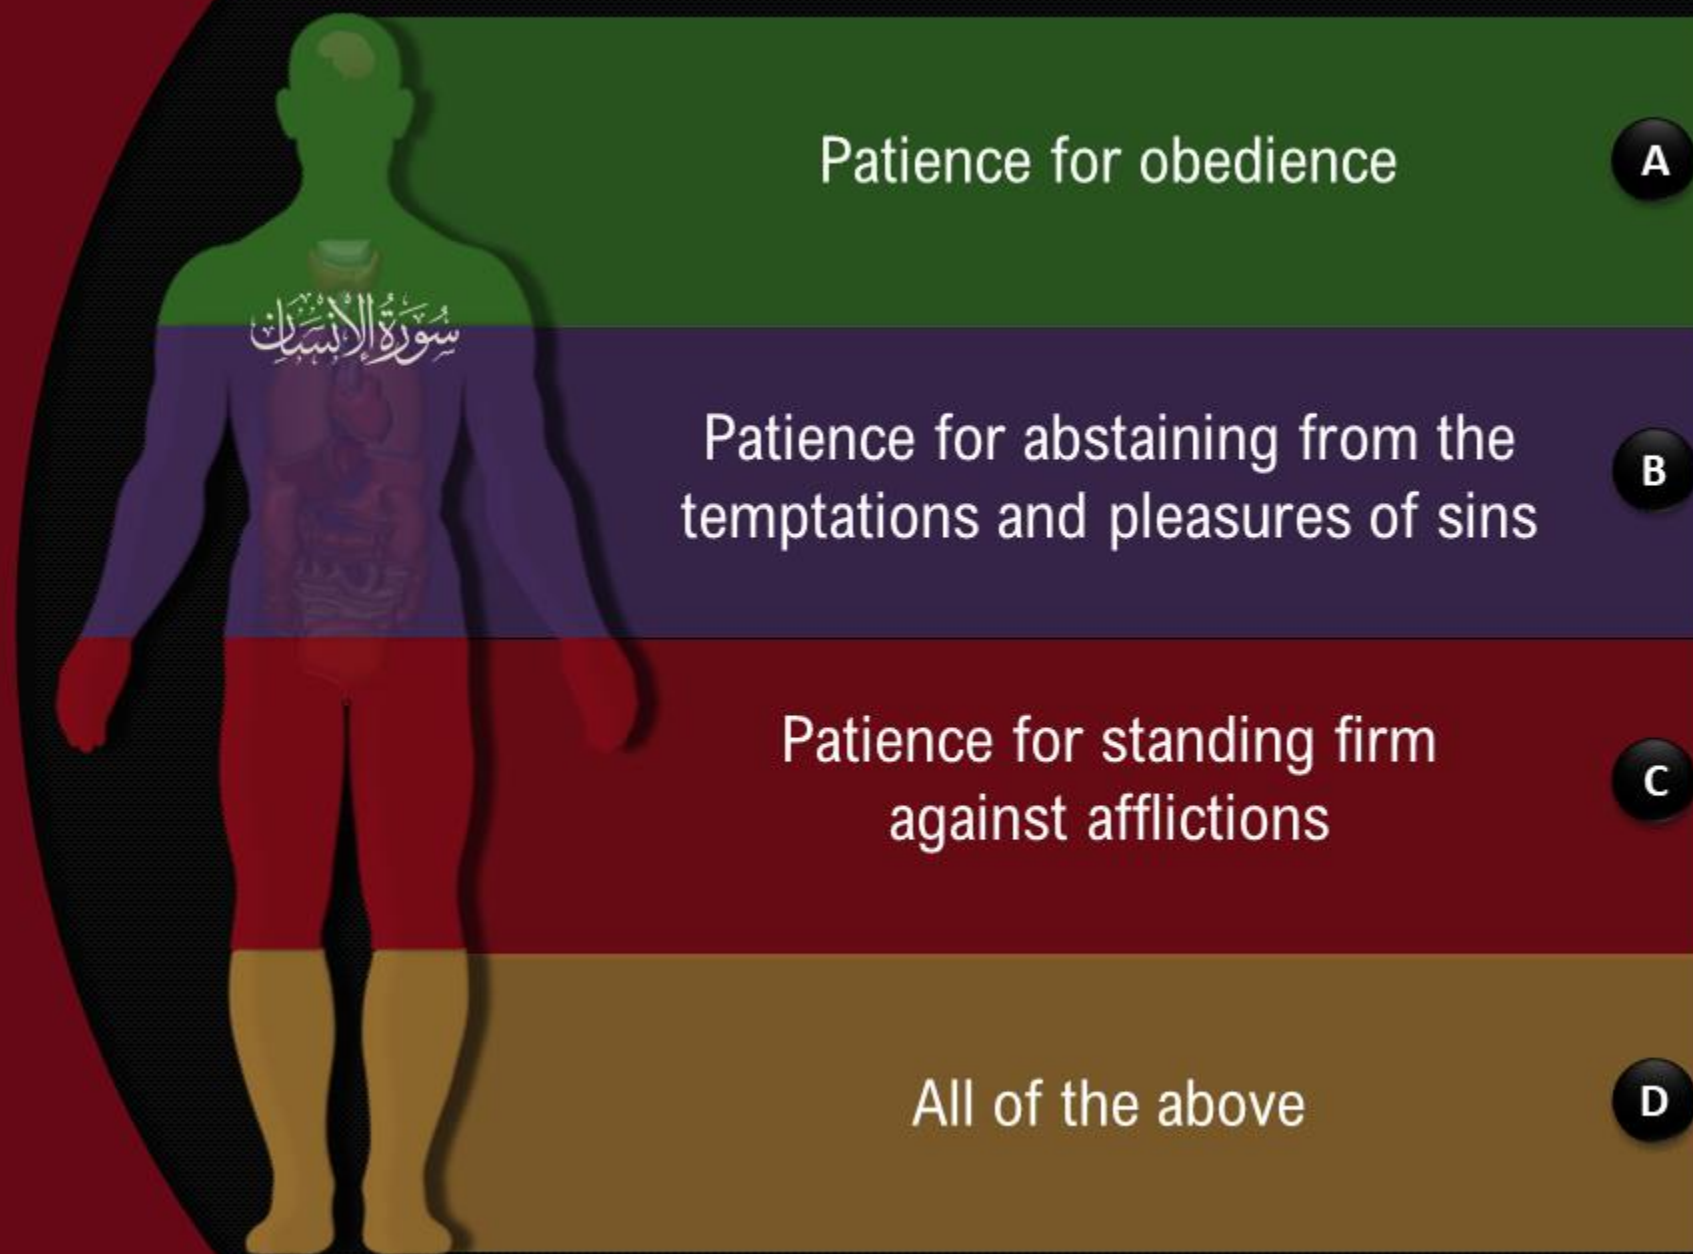 Patience for obedience
A
سُورَةُ الإِنْسَان
Patience for abstaining from the
temptations and pleasures of sins
B
Patience for standing firm
against afflictions
C
All of the above
D